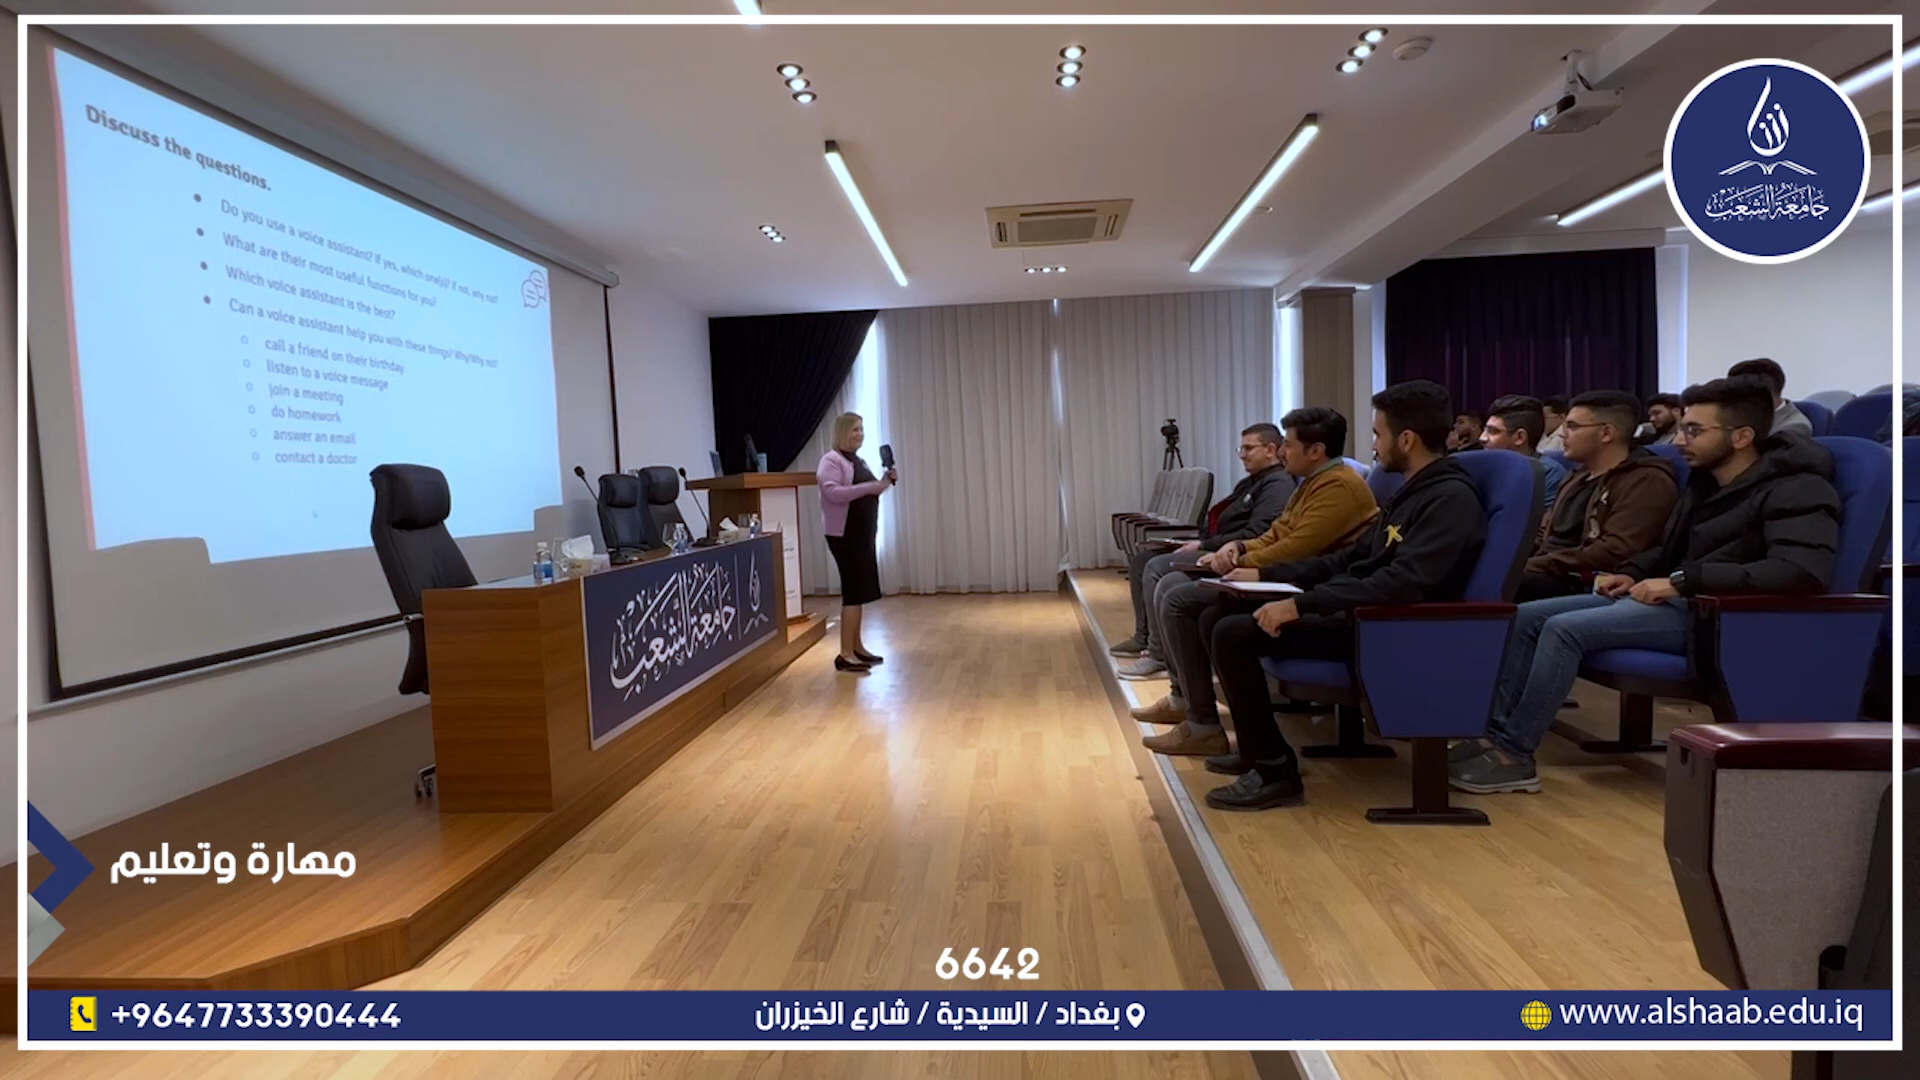 Discuss the questions.
• Do you use a voice assistant? If yes, which one(s)? If not, why not?
• What are their most useful functions for you?
• Which voice assistant is the best?
• Can a voice assistant help you with these things? Why/Why not?
○ call a friend on their birthday
○ listen to a voice message
○ join a meeting
○ do homework
○ answer an email
○ contact a doctor
جامعة الشعب
جامعة الشعب
مهارة وتعليم
6642
+9647733390444
بغداد / السيدية / شارع الخيزران
www.alshaab.edu.iq